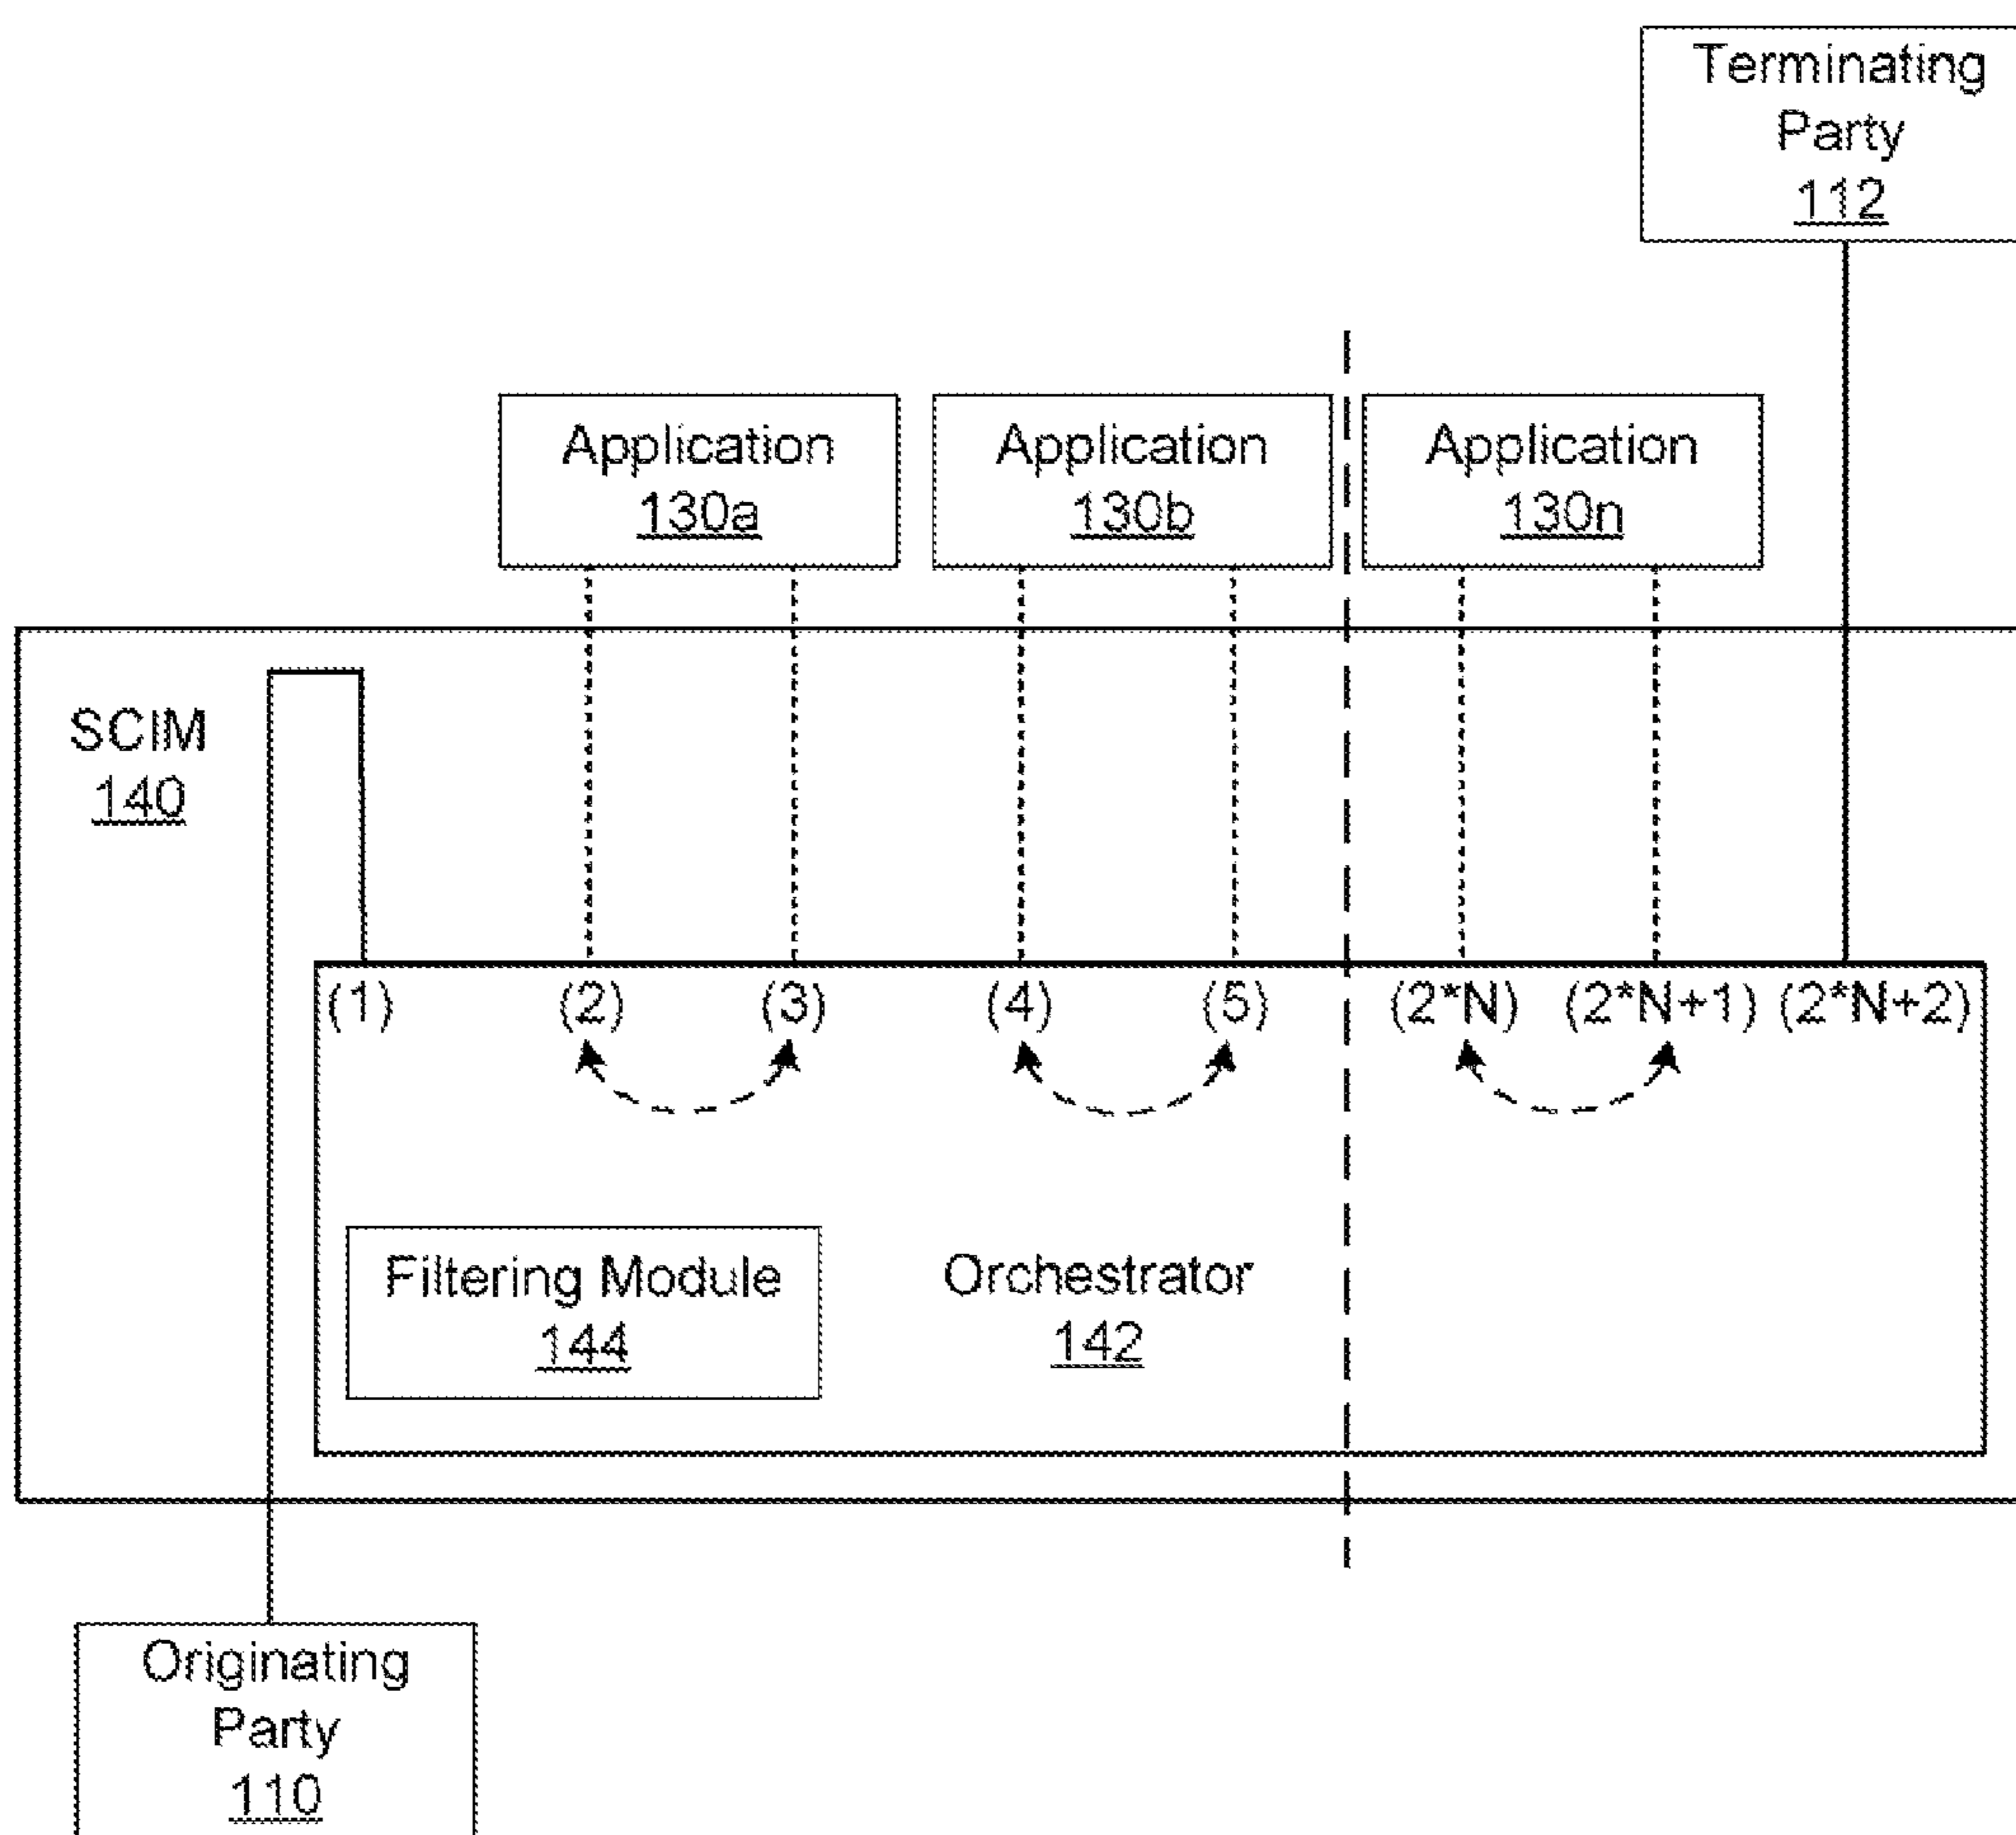 Terminating
Party
112
Application
130a
Application
130b
Application
130n
SCIM
140
(1) (2) (3) (4) (5) (2*N) (2*N+1) (2*N+2)
Filtering Module
144
Orchestrator
142
Originating
Party
110